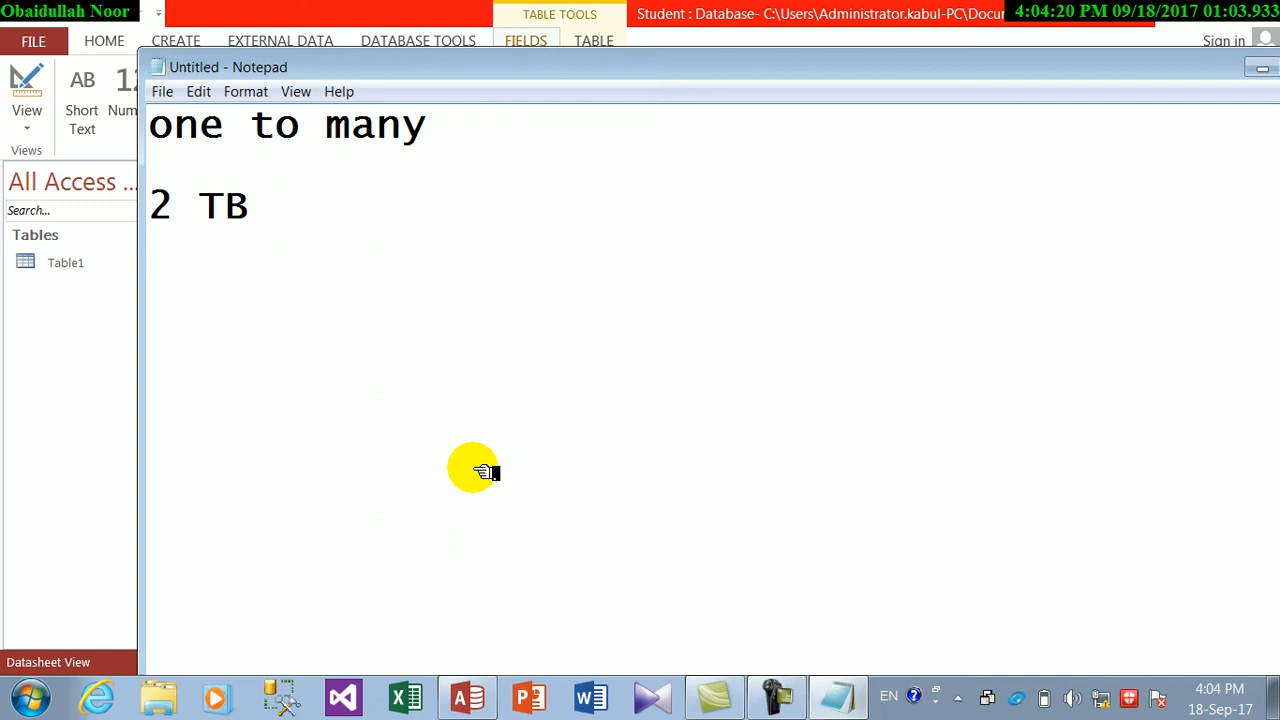 Obaidullah Noor
TABLE TOOLS
Student : Database- C:\Users\Administrator.kabul-PC\Docu
4:04:20 PM 09/18/2017 01:03.933
FILE HOME CREATE EXTERNAL DATA DATABASE TOOLS FIELDS TABLE Sign in
View
Views
AB
Short
Text
12
Num
Untitled - Notepad
File Edit Format View Help
one to many
2 TB
All Access ...
Search...
Tables
Table1
Datasheet View
EN
4:04 PM
18-Sep-17